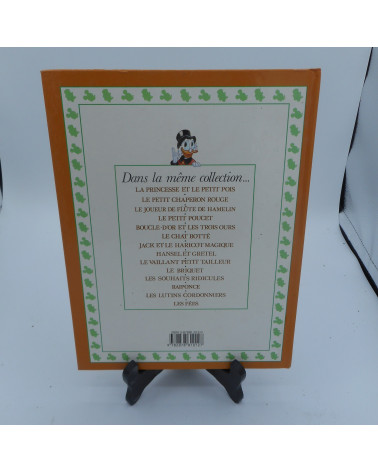 Dans la même collection...
LA PRINCESSE ET LE PETIT POIS
LE PETIT CHAPERON ROUGE
LE JOUEUR DE FLÛTE DE HAMELIN
LE PETIT POUCET
BOUCLE D'OR ET LES TROIS OURS
LE CHAT BOTTÉ
JACK ET LE HARICOT MAGIQUE
HANSEL ET GRETEL
LE VAILLANT PETIT TAILLEUR
LE BRIQUET
LES SOUHAITS RIDICULES
RAIPONCE
LES LUTINS CORDONNIERS
LES FÉES